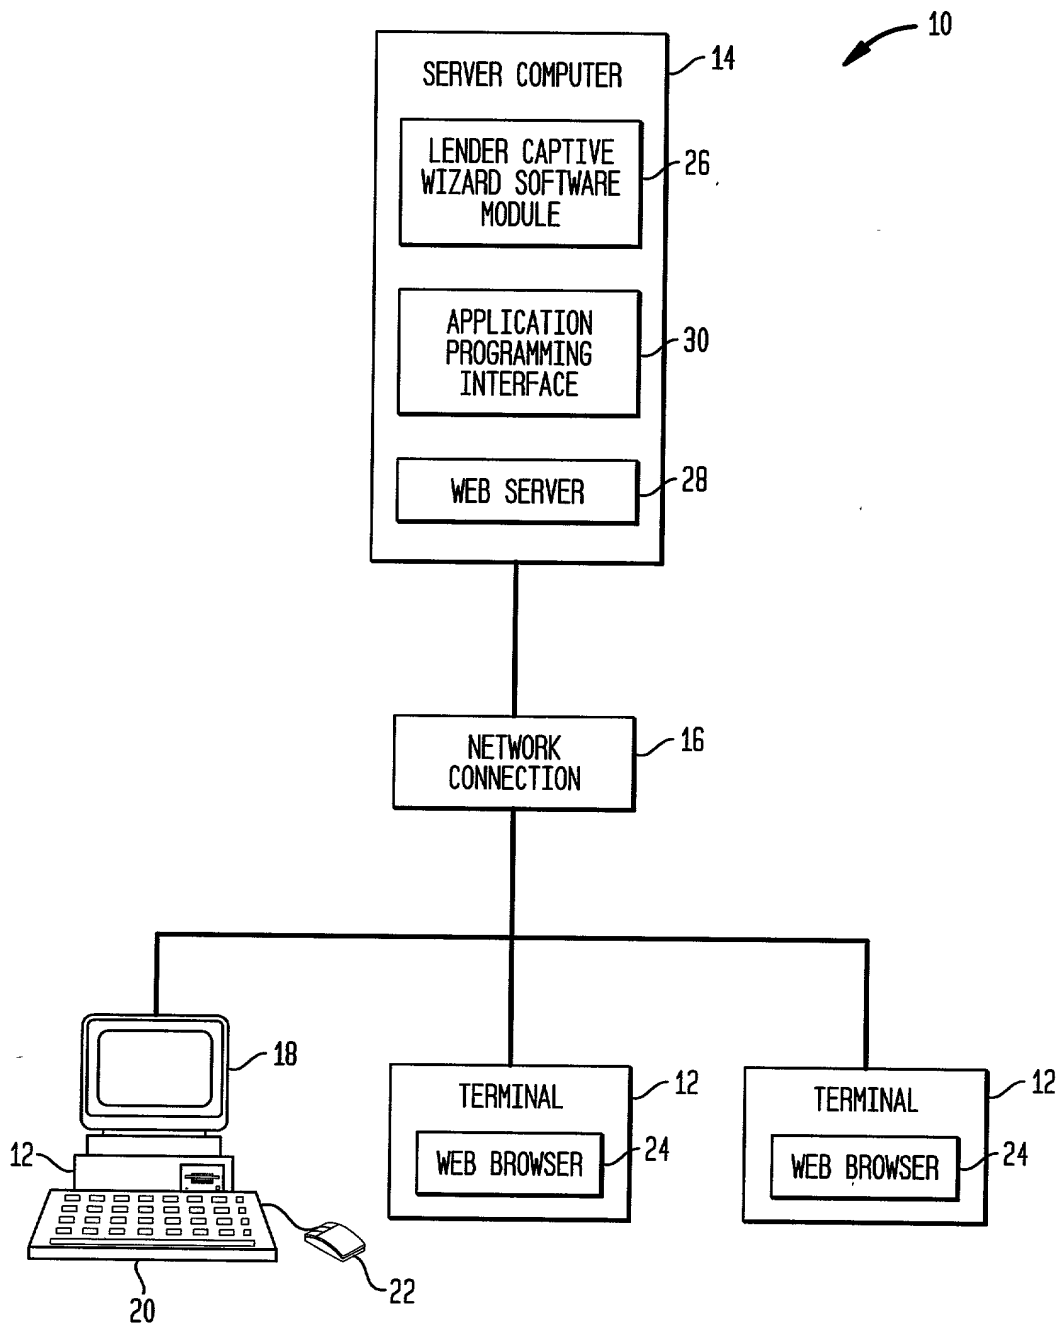 10
14
SERVER COMPUTER
LENDER CAPTIVE
WIZARD SOFTWARE
MODULE
26
APPLICATION
PROGRAMMING
INTERFACE
30
WEB SERVER
28
NETWORK
CONNECTION
16
18
12
20
22
TERMINAL
12
WEB BROWSER
24
TERMINAL
12
WEB BROWSER
24